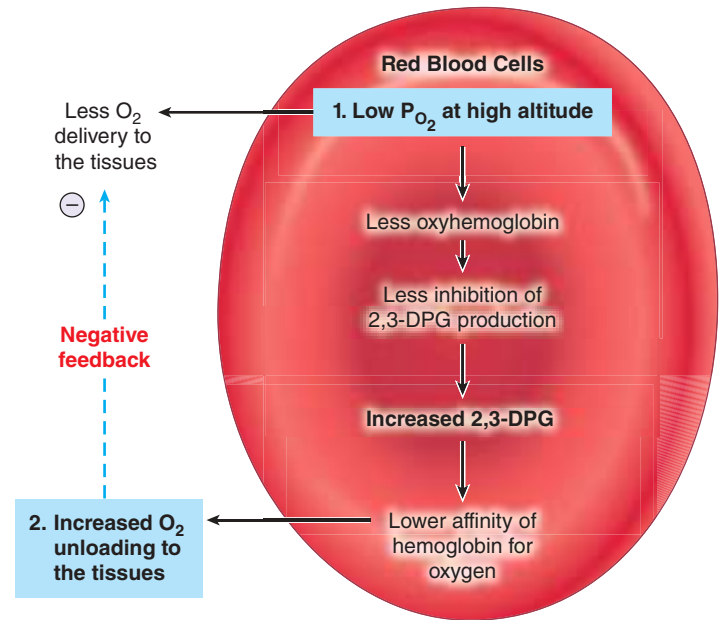 Red Blood Cells
1. Low PO₂ at high altitude
Less O₂
delivery to
the tissues
−
Less oxyhemoglobin
Less inhibition of
2,3-DPG production
Negative
feedback
Increased 2,3-DPG
2. Increased O₂
unloading to
the tissues
Lower affinity of
hemoglobin for
oxygen